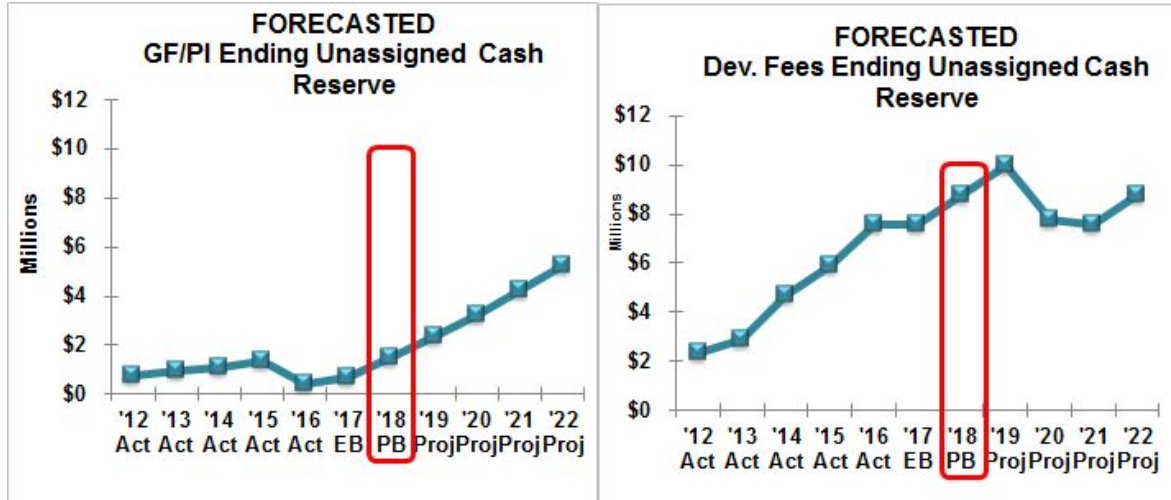 FORECASTED
GF/PI Ending Unassigned Cash
Reserve
$12
$10
$8
$6
$4
$2
$0
Millions
'12 '13 '14 '15 '16 '17 '18 '19 '20 '21 '22
Act Act Act Act Act EB PB Proj Proj Proj Proj
FORECASTED
Dev. Fees Ending Unassigned Cash
Reserve
$12
$10
$8
$6
$4
$2
$0
Millions
'12 '13 '14 '15 '16 '17 '18 '19 '20 '21 '22
Act Act Act Act Act EB PB Proj Proj Proj Proj